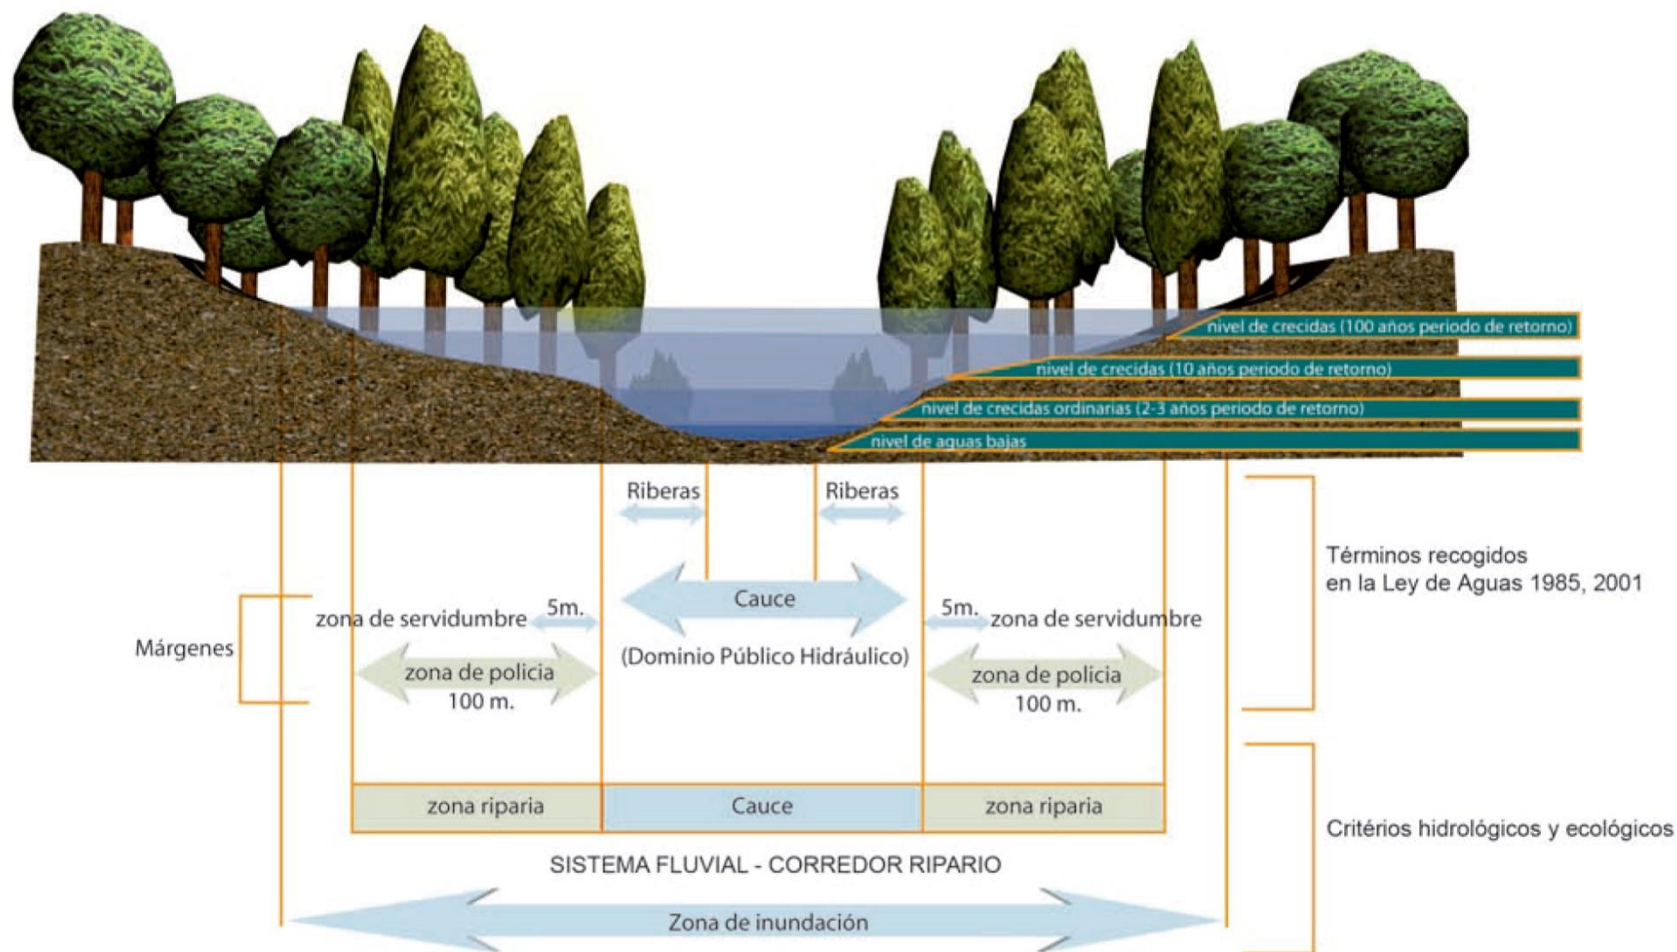 nivel de crecidas (100 años periodo de retorno)
nivel de crecidas (10 años periodo de retorno)
nivel de crecidas ordinarias (2-3 años periodo de retorno)
nivel de aguas bajas
Riberas
Riberas
Términos recogidos
en la Ley de Aguas 1985, 2001
Cauce
zona de servidumbre
5m.
5m.
zona de servidumbre
Márgenes
(Dominio Público Hidráulico)
zona de policia
100 m.
zona de policia
100 m.
zona riparia
Cauce
zona riparia
Critérios hidrológicos y ecológicos
SISTEMA FLUVIAL - CORREDOR RIPARIO
Zona de inundación